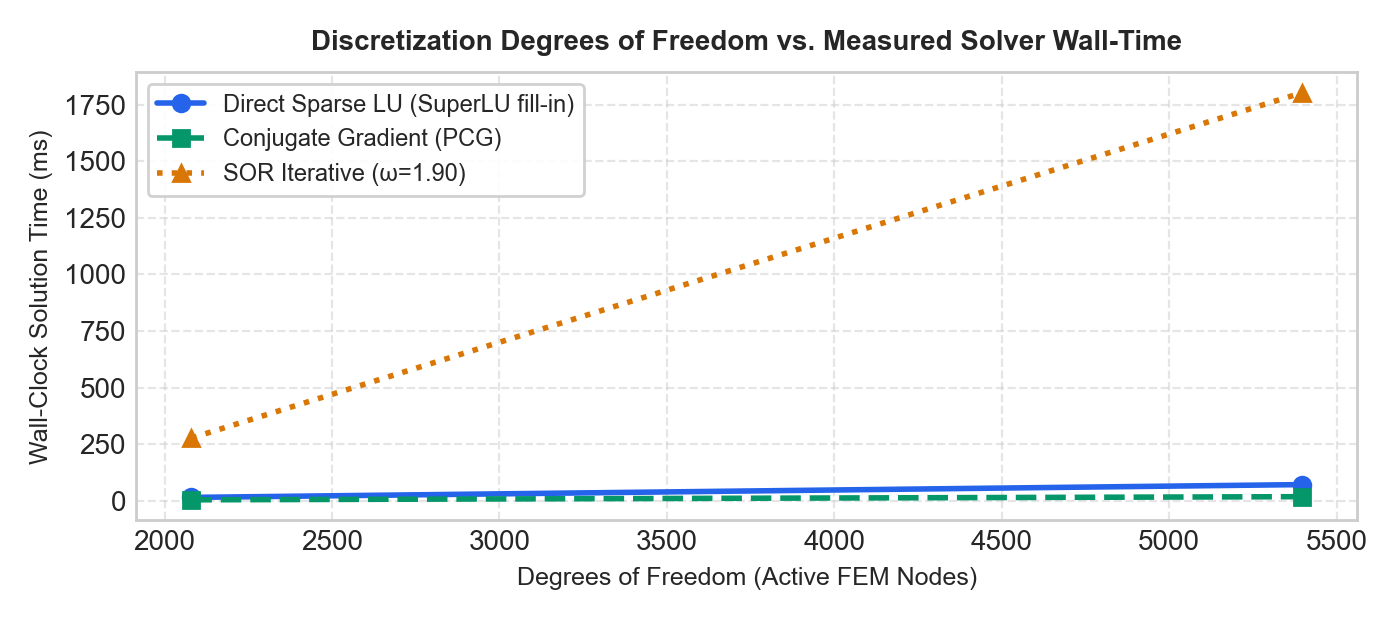 Discretization Degrees of Freedom vs. Measured Solver Wall-Time
Direct Sparse LU (SuperLU fill-in)
Conjugate Gradient (PCG)
SOR Iterative (ω=1.90)
Wall-Clock Solution Time (ms)
1750
1500
1250
1000
750
500
250
0
2000 2500 3000 3500 4000 4500 5000 5500
Degrees of Freedom (Active FEM Nodes)